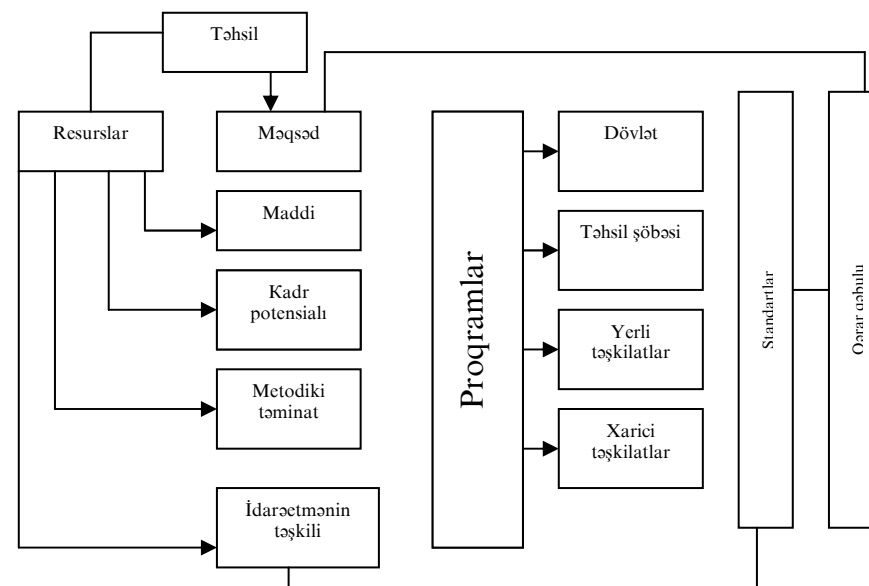 Təhsil
Resurslar
Məqsəd
Maddi
Kadr
potensialı
Metodiki
təminat
İdarəetmənin
təşkili
Proqramlar
Dövlət
Təhsil şöbəsi
Yerli
təşkilatlar
Xarici
təşkilatlar
Standartlar
Qərar qəbulu